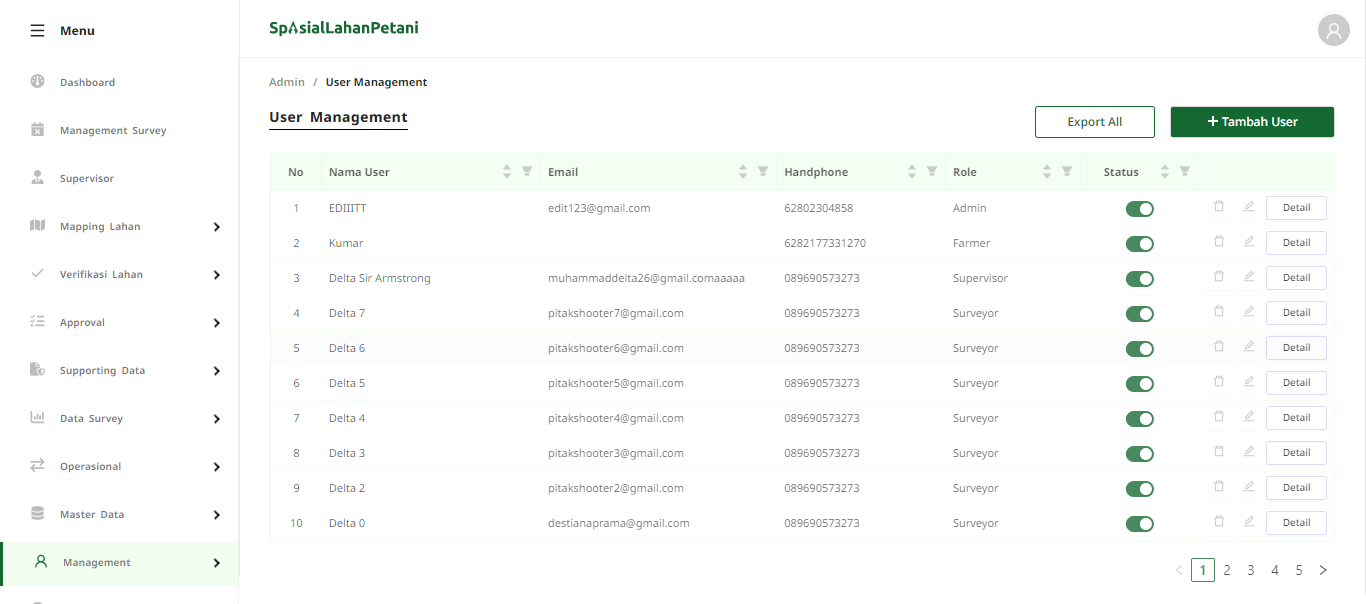 Menu
SpAsialLahanPetani
Dashboard
Management Survey
Supervisor
Mapping Lahan
Verifikasi Lahan
Approval
Supporting Data
Data Survey
Operasional
Master Data
Management
Admin / User Management
User Management
Export All
+ Tambah User
No Nama User Email Handphone Role Status
1 EDIIITT edit123@gmail.com 62802304858 Admin Detail
2 Kumar 6282177331270 Farmer Detail
3 Delta Sir Armstrong muhammaddelta26@gmail.comaaaaa 089690573273 Supervisor Detail
4 Delta 7 pitakshooter7@gmail.com 089690573273 Surveyor Detail
5 Delta 6 pitakshooter6@gmail.com 089690573273 Surveyor Detail
6 Delta 5 pitakshooter5@gmail.com 089690573273 Surveyor Detail
7 Delta 4 pitakshooter4@gmail.com 089690573273 Surveyor Detail
8 Delta 3 pitakshooter3@gmail.com 089690573273 Surveyor Detail
9 Delta 2 pitakshooter2@gmail.com 089690573273 Surveyor Detail
10 Delta 0 destianaprama@gmail.com 089690573273 Surveyor Detail
< 1 2 3 4 5 >